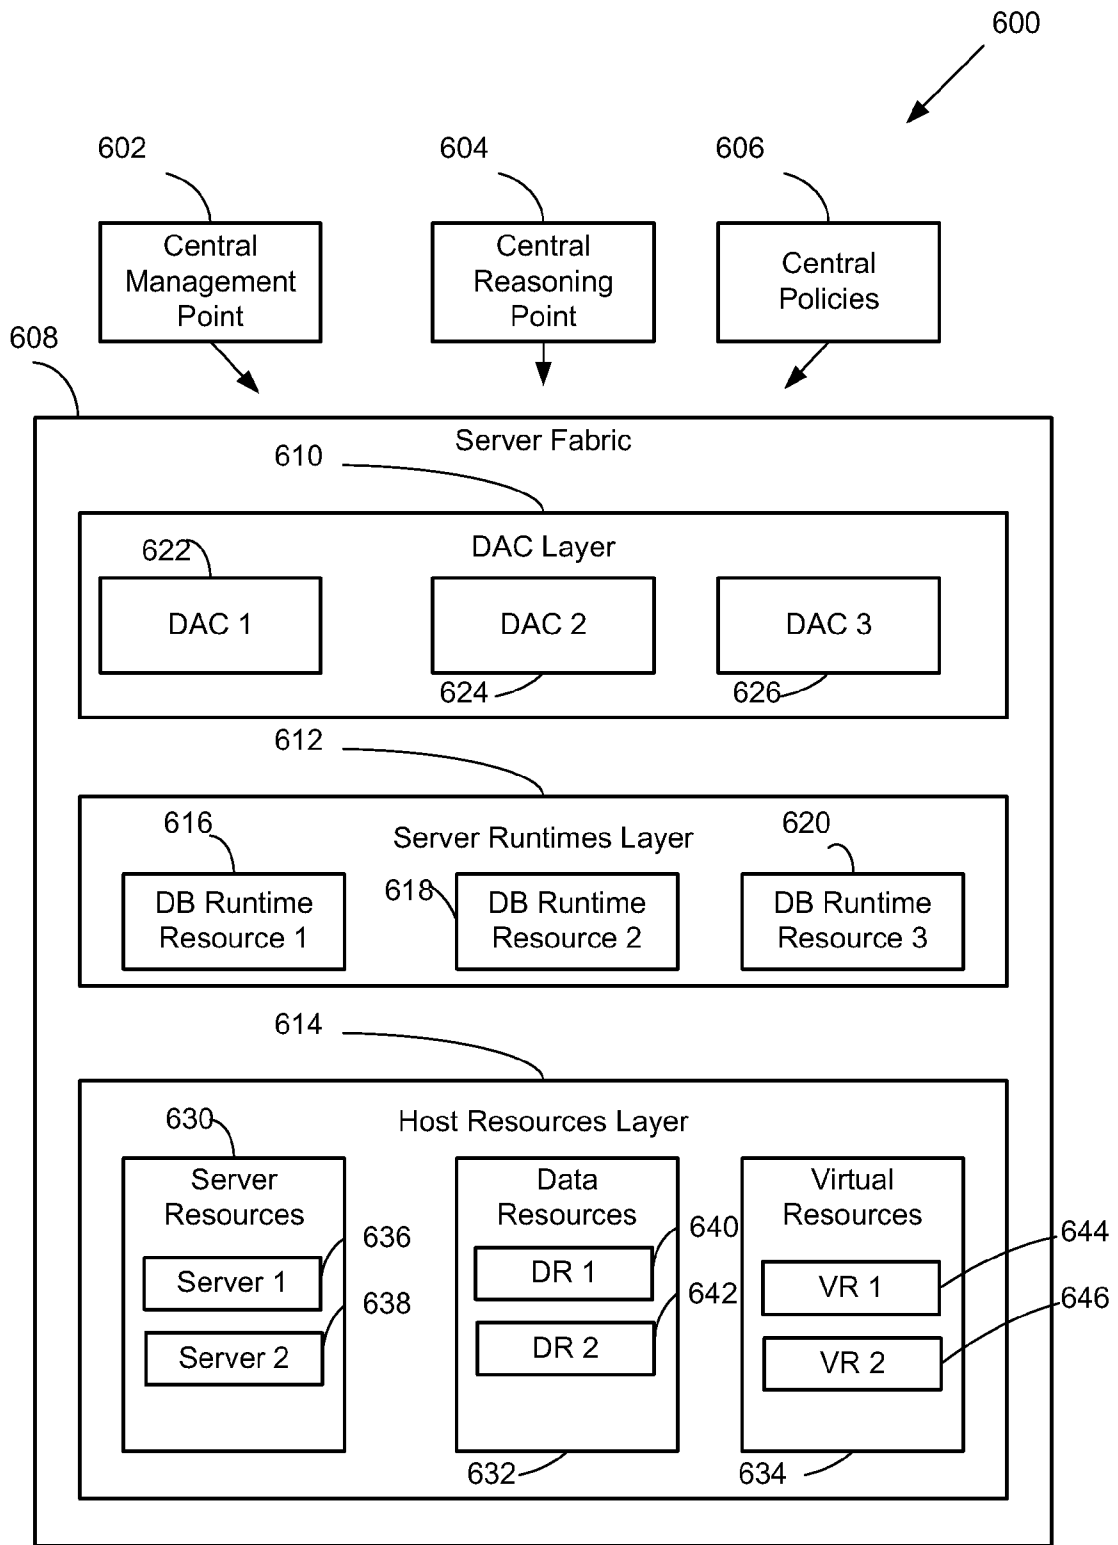 600
602
604
606
Central
Management
Point
Central
Reasoning
Point
Central
Policies
608
Server Fabric
610
DAC Layer
622
DAC 1
DAC 2
DAC 3
624
626
612
Server Runtimes Layer
616
618
620
DB Runtime
Resource 1
DB Runtime
Resource 2
DB Runtime
Resource 3
614
Host Resources Layer
630
Server
Resources
636
Server 1
638
Server 2
Data
Resources
640
DR 1
642
DR 2
632
Virtual
Resources
644
VR 1
646
VR 2
634